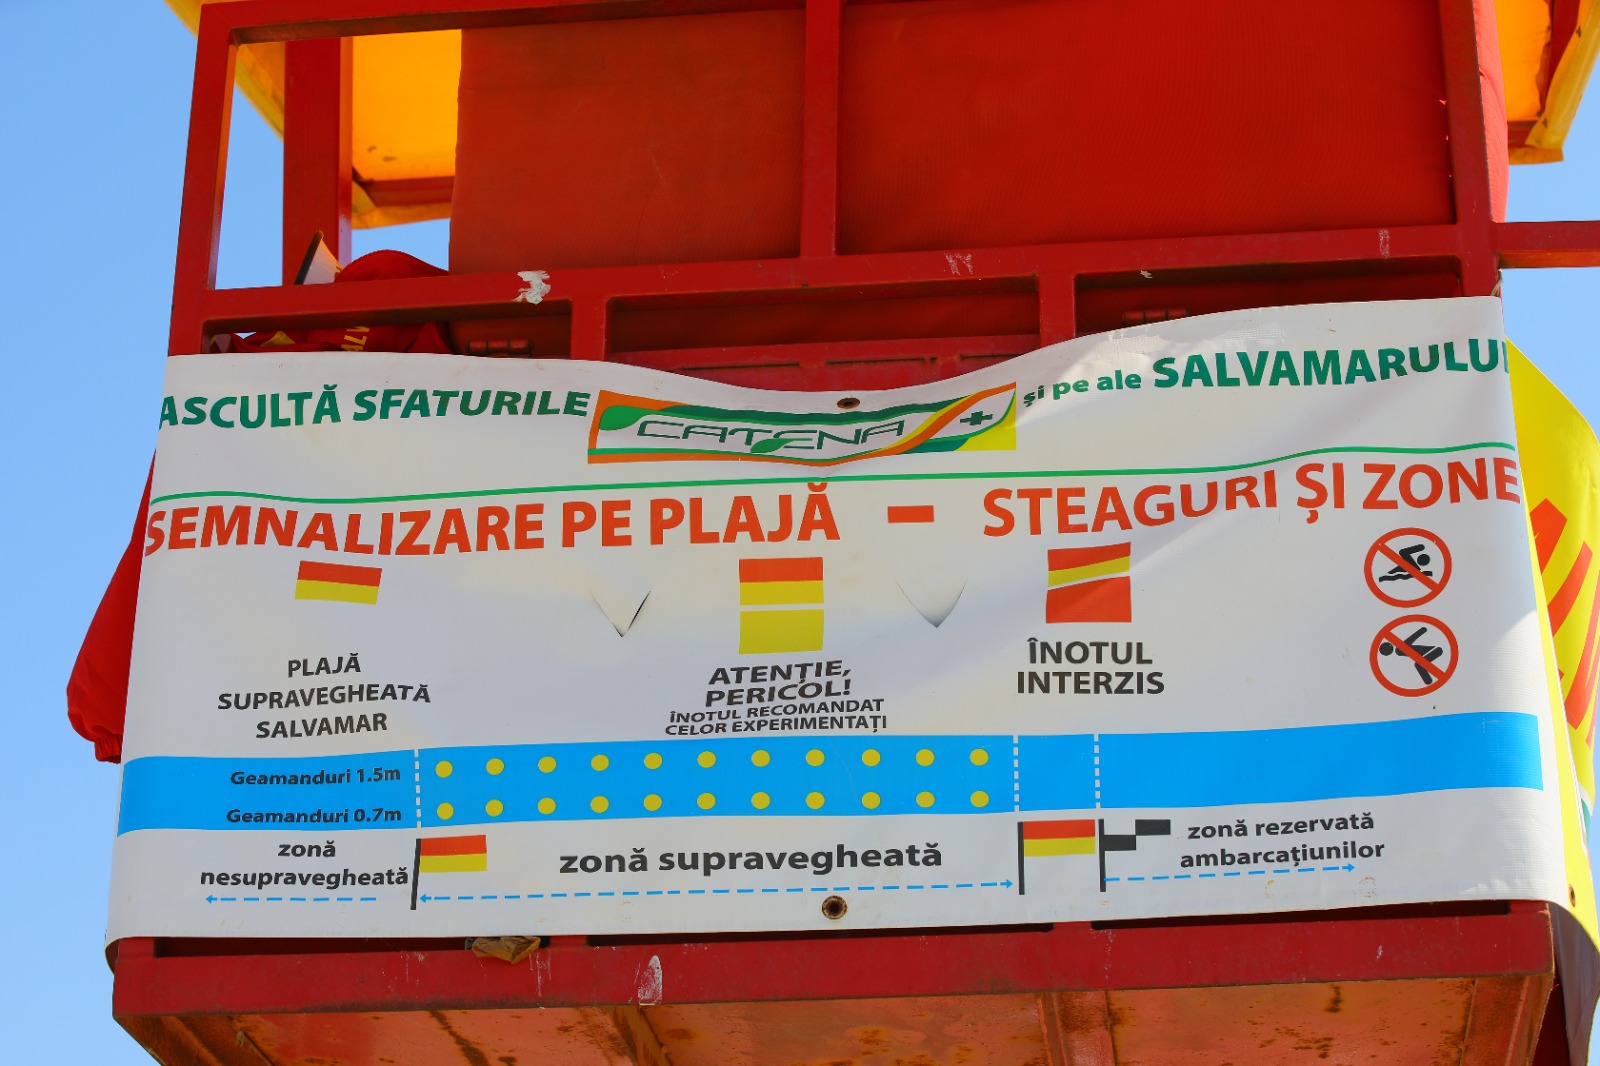 ASCULTĂ SFATURILE CATENA și pe ale SALVAMARULUI
SEMNALIZARE PE PLAJĂ - STEAGURI ȘI ZONE
PLAJĂ
SUPRAVEGHEATĂ
SALVAMAR
ATENȚIE,
PERICOL!
ÎNOTUL RECOMANDAT
CELOR EXPERIMENTAȚI
ÎNOTUL
INTERZIS
Geamanduri 1.5m
Geamanduri 0.7m
zonă
nesupravegheată
zonă supravegheată
zonă rezervată
ambarcațiunilor